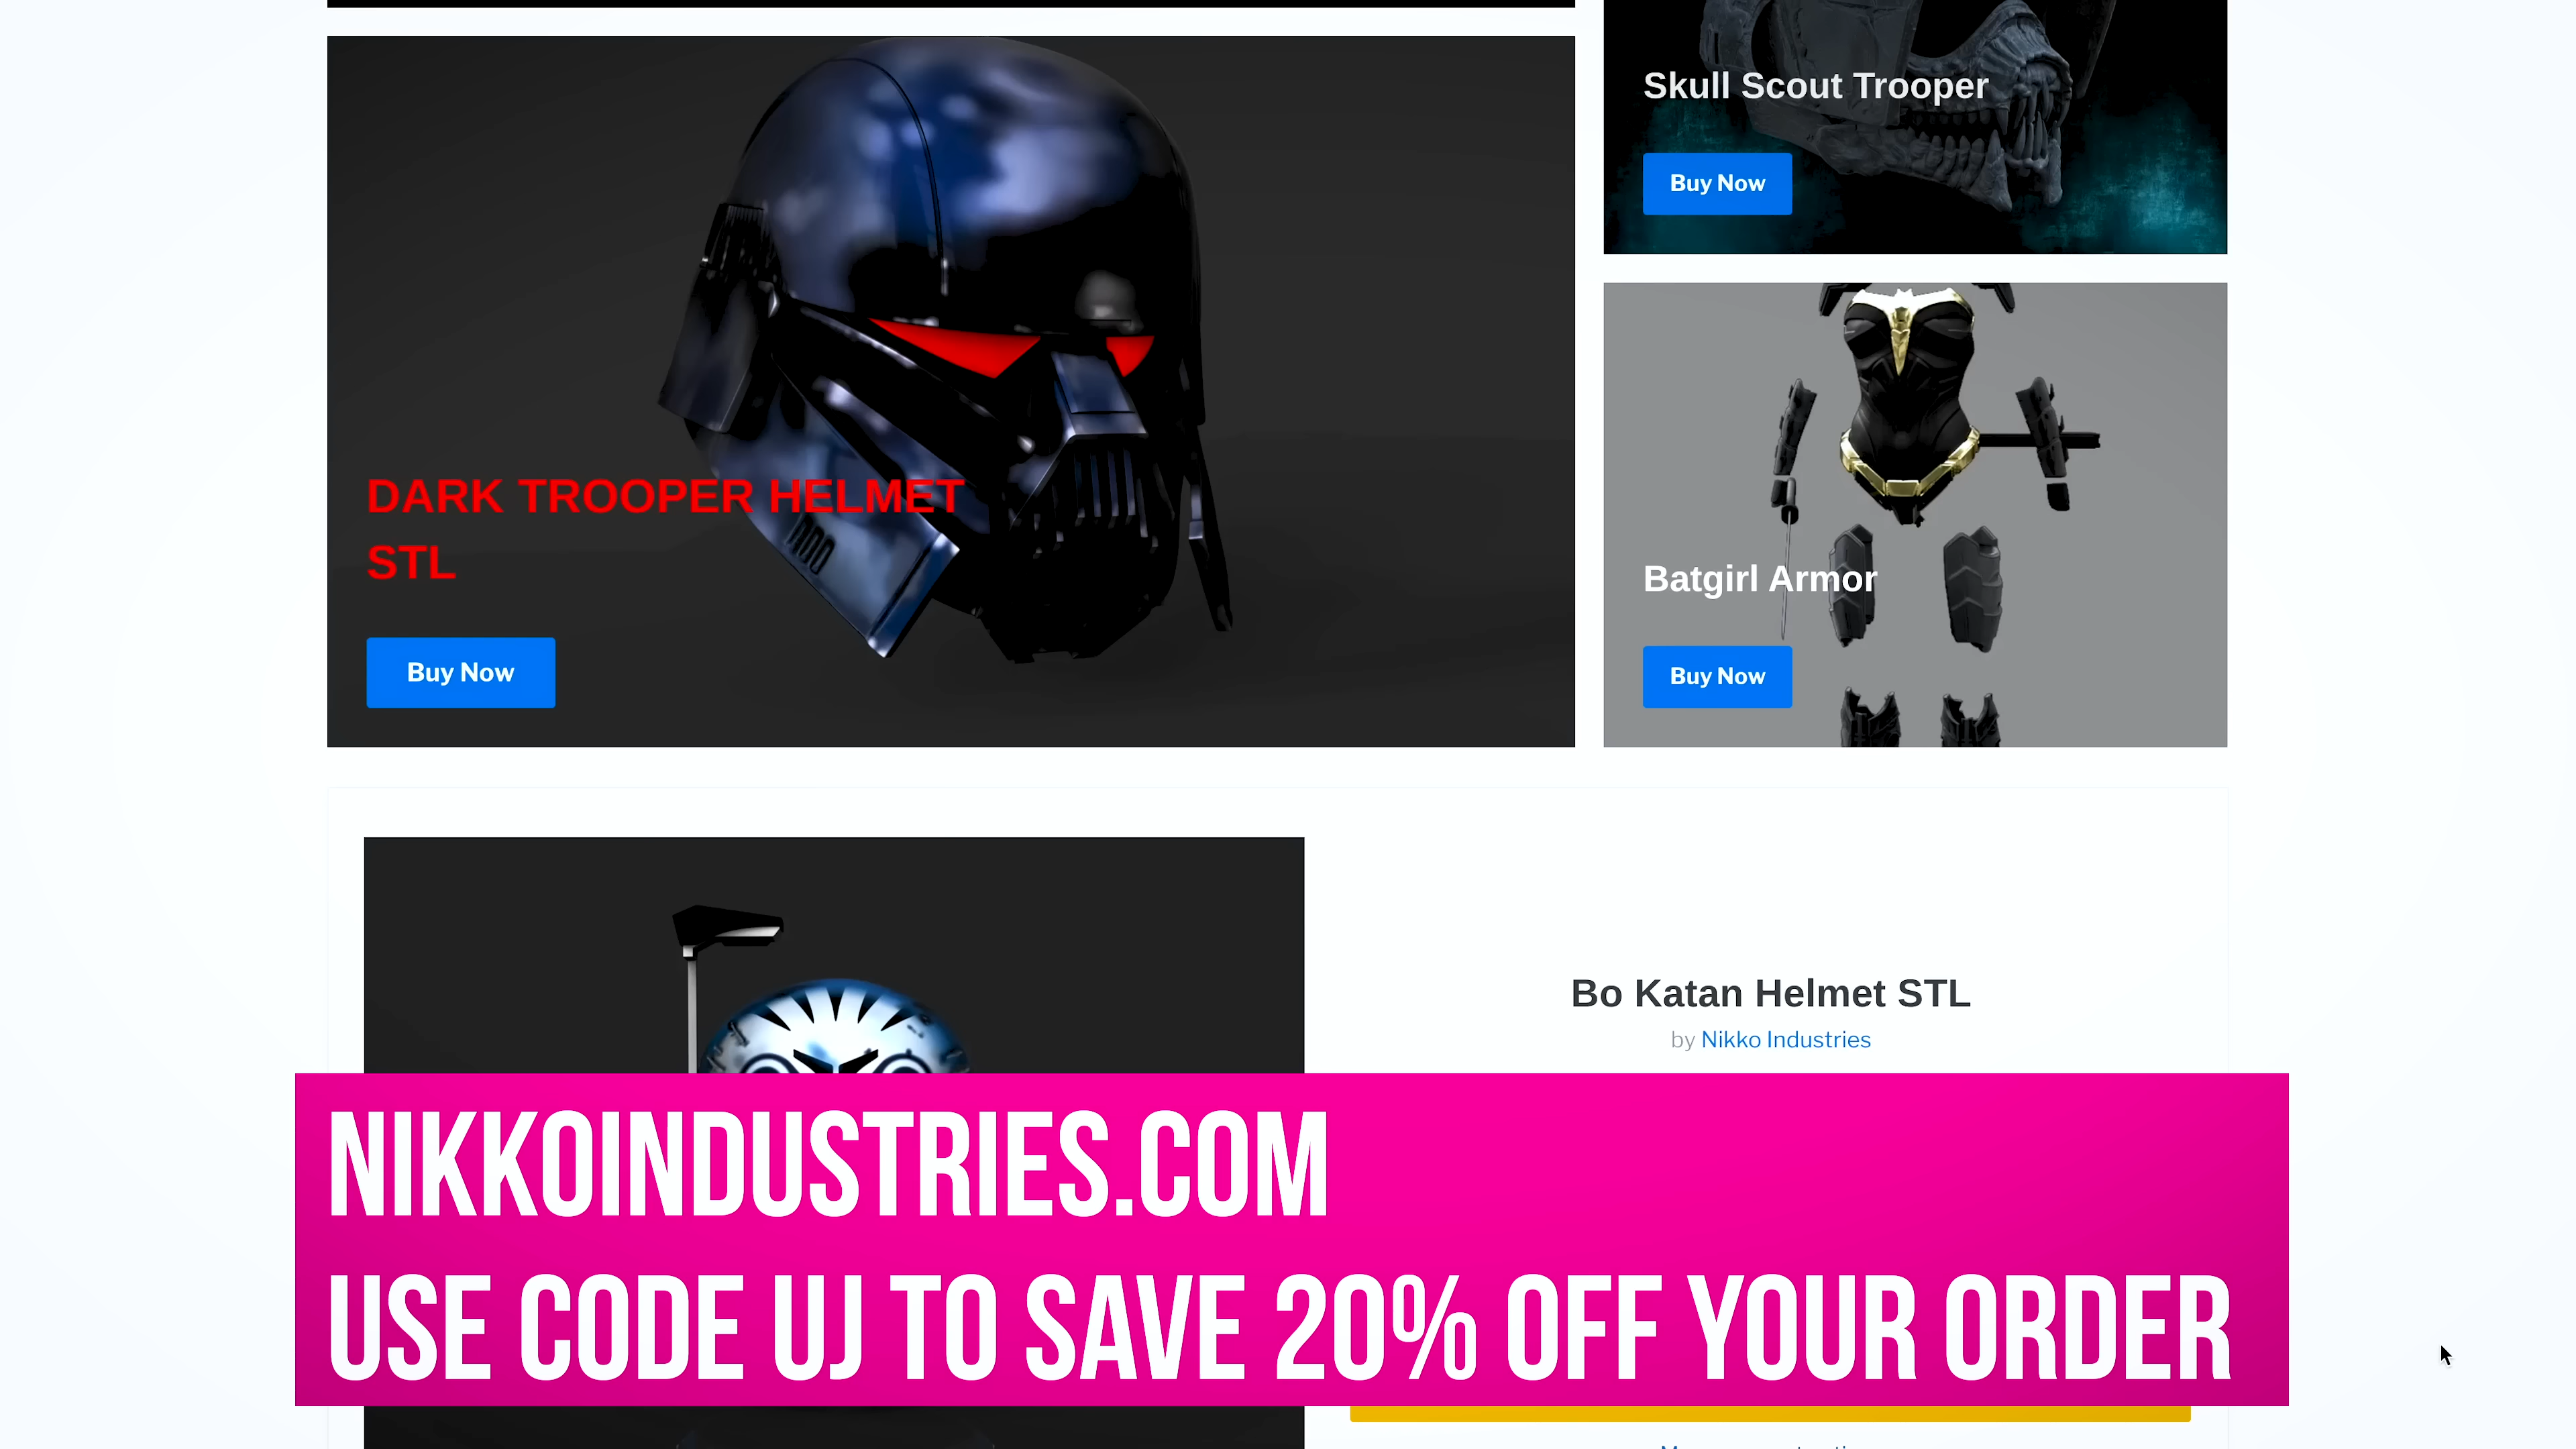 Skull Scout Trooper
Buy Now
DARK TROOPER HELMET
STL
Buy Now
Batgirl Armor
Buy Now
Bo Katan Helmet STL
by Nikko Industries
NIKKOINDUSTRIES.COM
USE CODE UJ TO SAVE 20% OFF YOUR ORDER